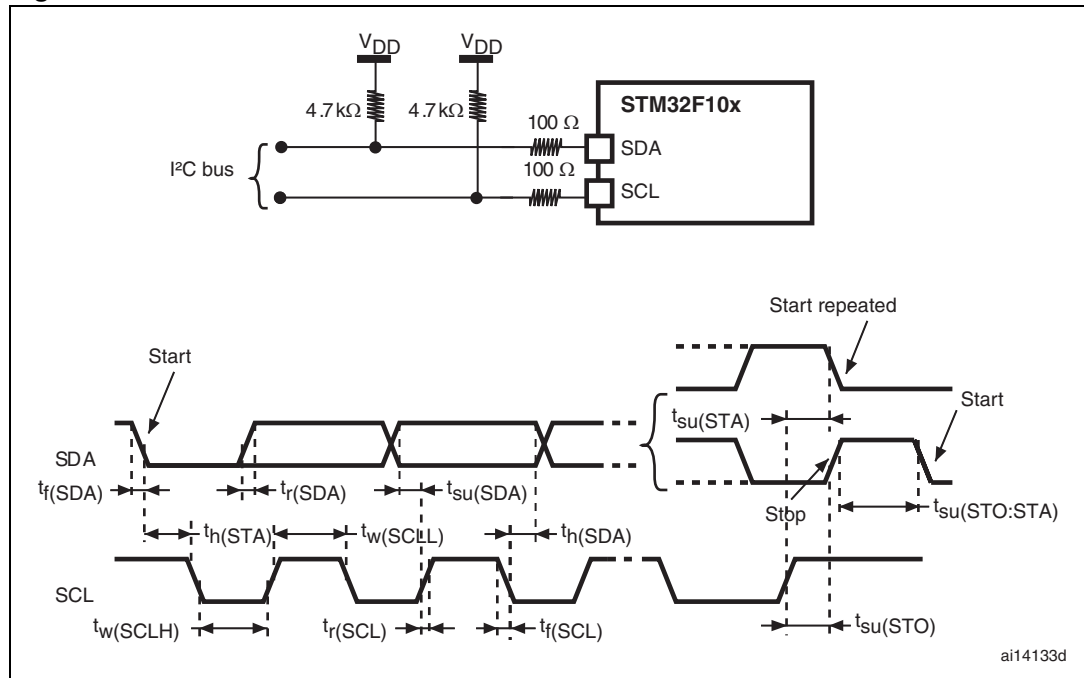 VDD VDD
4.7kΩ 4.7kΩ
STM32F10x
100 Ω
SDA
I²C bus
100 Ω
SCL
Start repeated
Start
Start
tsu(STA)
SDA
tf(SDA) tr(SDA) tsu(SDA)
Stop tsu(STO:STA)
th(STA) tw(SCLL) th(SDA)
SCL
tw(SCLH) tr(SCL) tf(SCL) tsu(STO)
ai14133d